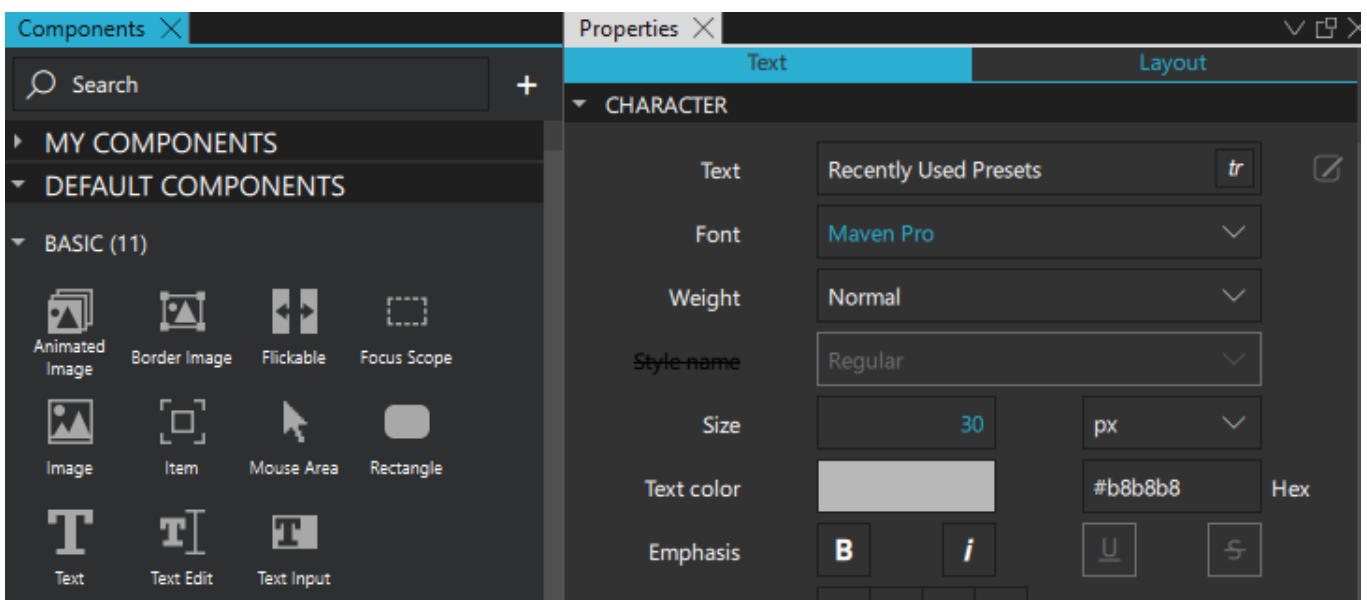 Components
Search
+
MY COMPONENTS
DEFAULT COMPONENTS
BASIC (11)
Animated
Image
Border Image
Flickable
Focus Scope
Image
Item
Mouse Area
Rectangle
Text
Text Edit
Text Input
Properties
Text
Layout
CHARACTER
Text
Recently Used Presets
tr
Font
Maven Pro
Weight
Normal
Style name
Regular
Size
30
px
Text color
#b8b8b8
Hex
Emphasis
B
i
U
S